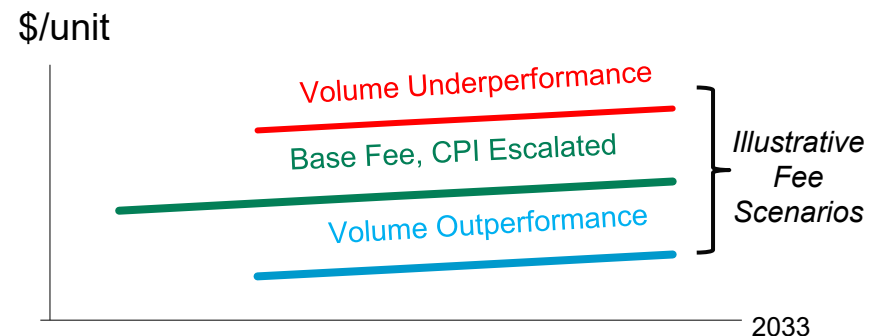 $/unit
Volume Underperformance
Base Fee, CPI Escalated
Volume Outperformance
Illustrative
Fee
Scenarios
2033